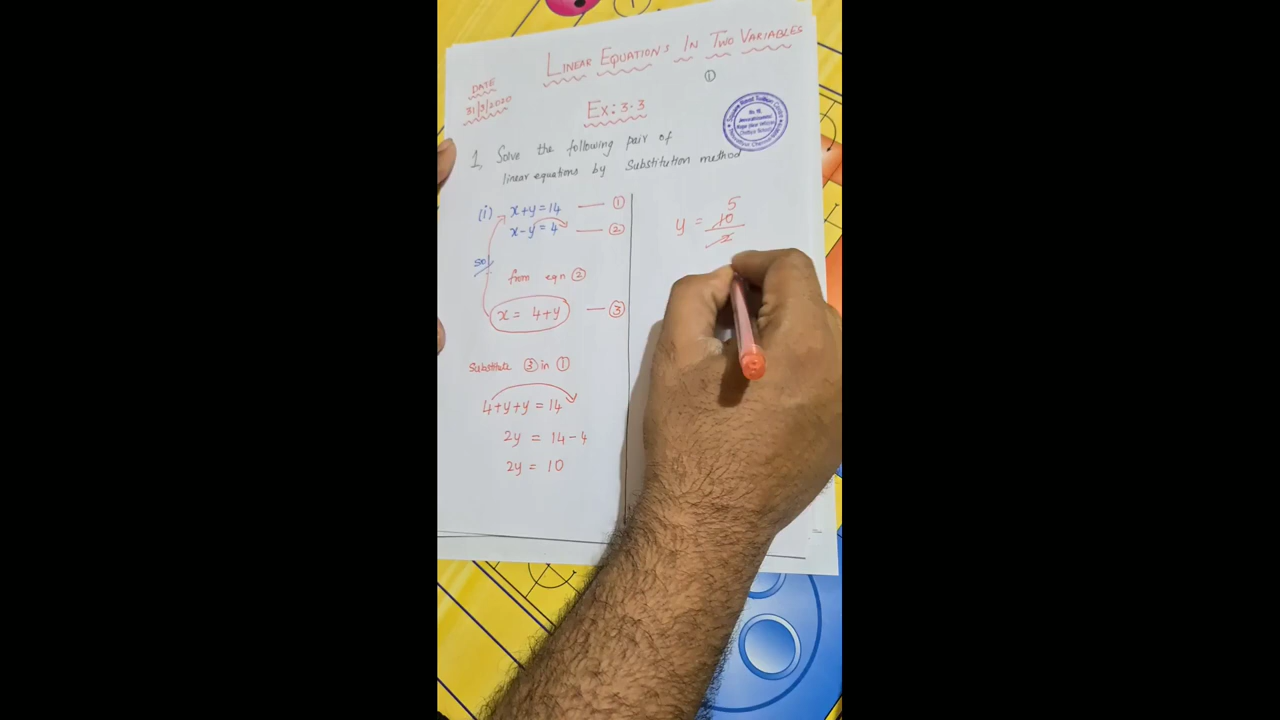 LINEAR EQUATIONS IN TWO VARIABLES
①
DATE
31/3/2020
Ex: 3.3
1, Solve the following pair of
linear equations by Substitution method
(i) x+y=14 —— ①
x-y=4 —— ②
Sol
from eqn ②
x = 4+y —— ③
Substitute ③ in ①
4+y+y = 14
2y = 14-4
2y = 10
5
y = 10
2